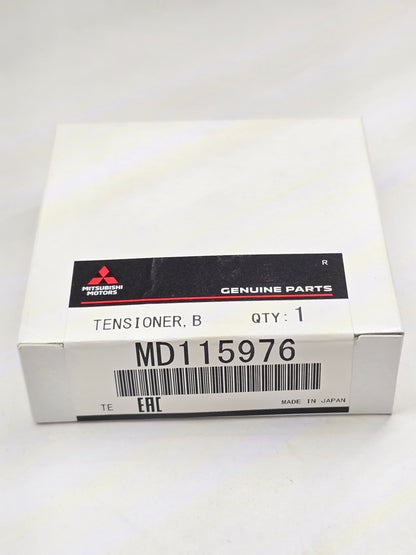 R
MITSUBISHI
MOTORS
GENUINE PARTS
TENSIONER, B QTY: 1
MD115976
TE EAC MADE IN JAPAN